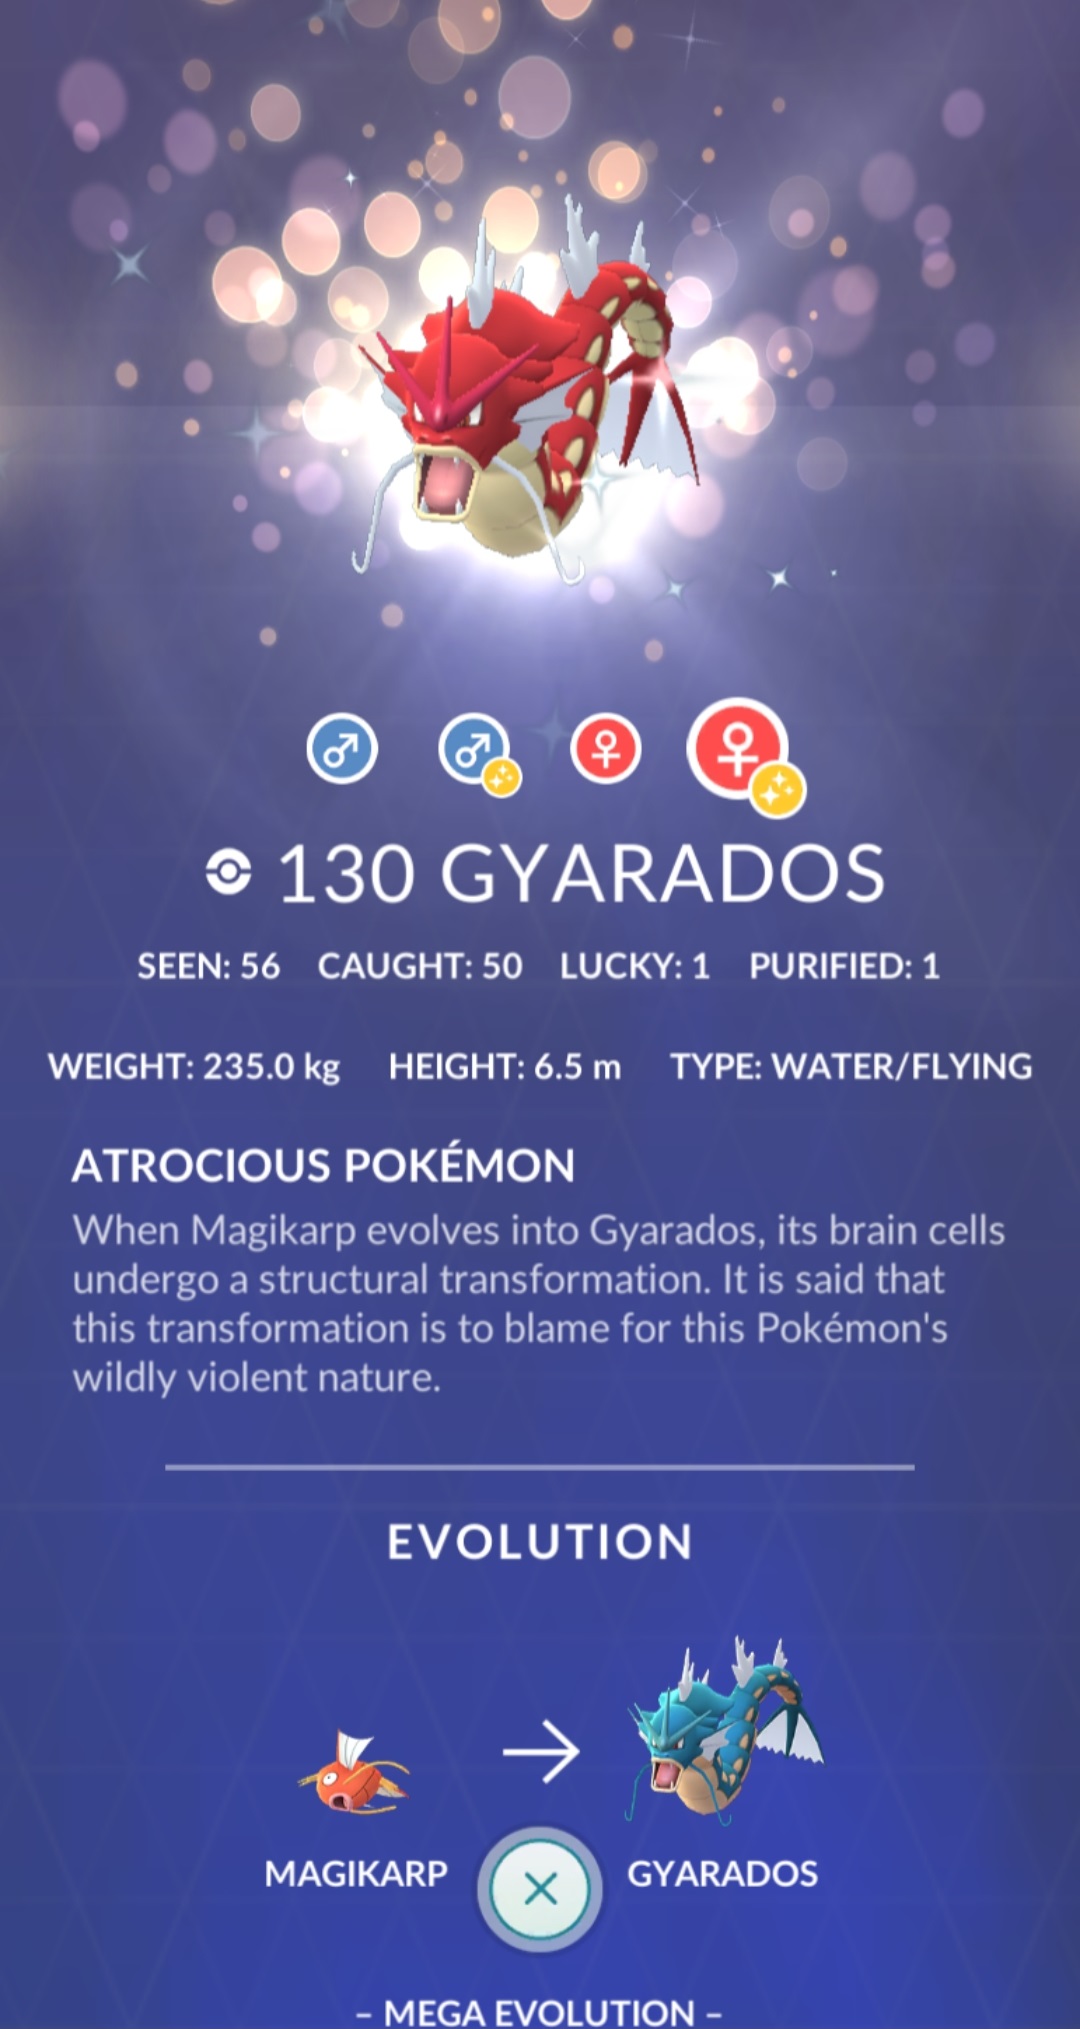 130 GYARADOS
SEEN: 56 CAUGHT: 50 LUCKY: 1 PURIFIED: 1
WEIGHT: 235.0 kg HEIGHT: 6.5 m TYPE: WATER/FLYING
ATROCIOUS POKÉMON
When Magikarp evolves into Gyarados, its brain cells
undergo a structural transformation. It is said that
this transformation is to blame for this Pokémon's
wildly violent nature.
EVOLUTION
MAGIKARP GYARADOS
– MEGA EVOLUTION –